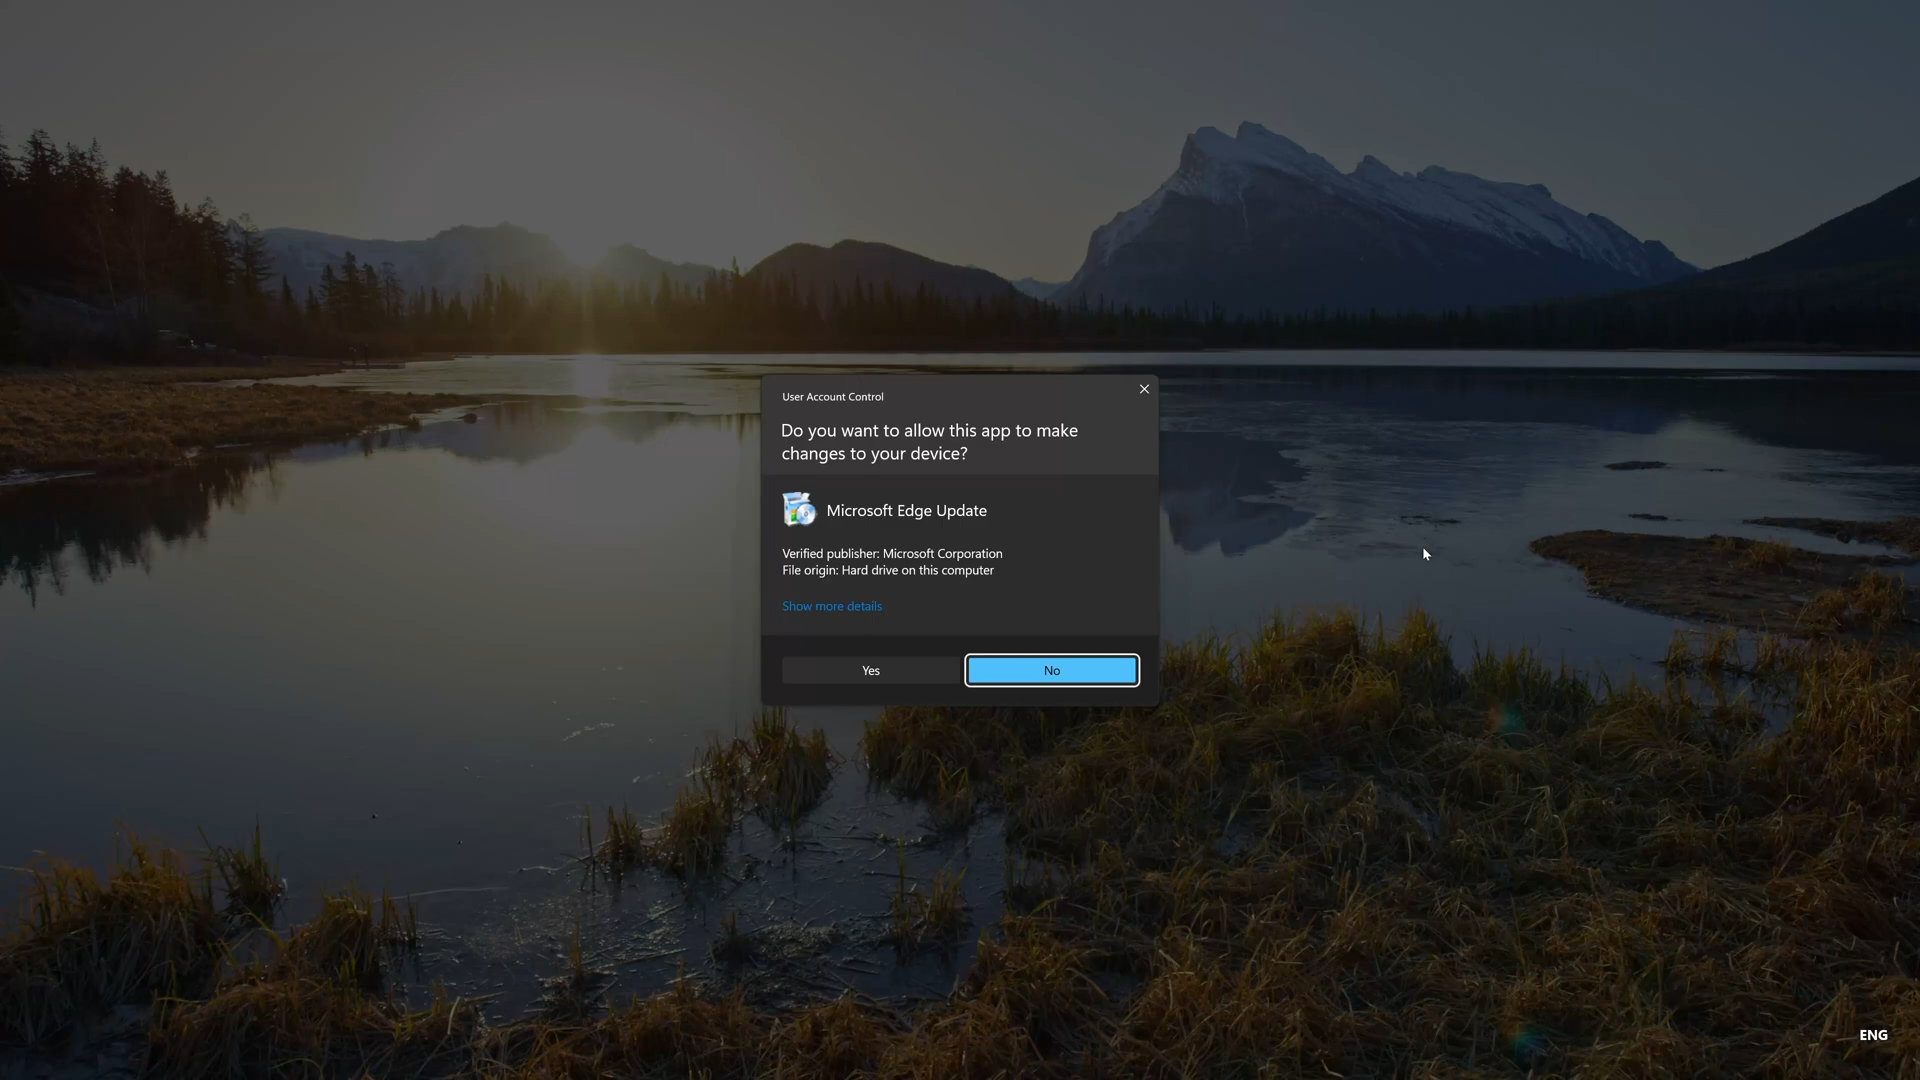 User Account Control
Do you want to allow this app to make
changes to your device?
Microsoft Edge Update
Verified publisher: Microsoft Corporation
File origin: Hard drive on this computer
Show more details
Yes
No
ENG